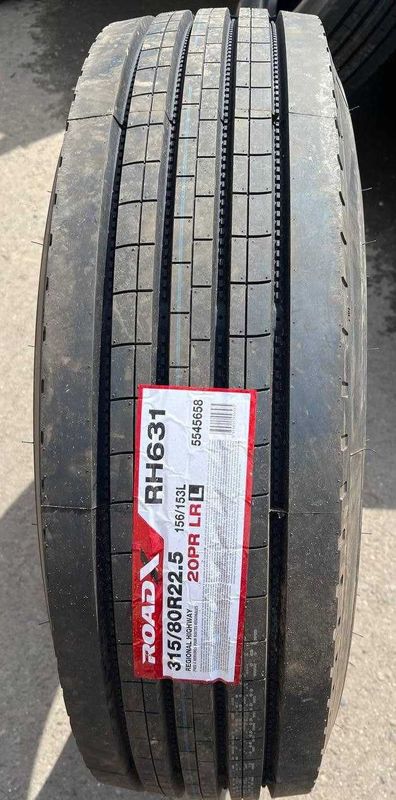 ROADX
RH631
315/80R22.5
156/153L
5545658
REGIONAL HIGHWAY
20PR LR L